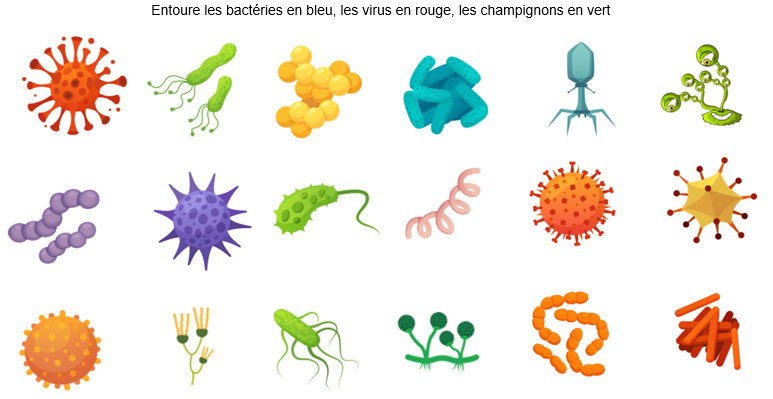 Entoure les bactéries en bleu, les virus en rouge, les champignons en vert